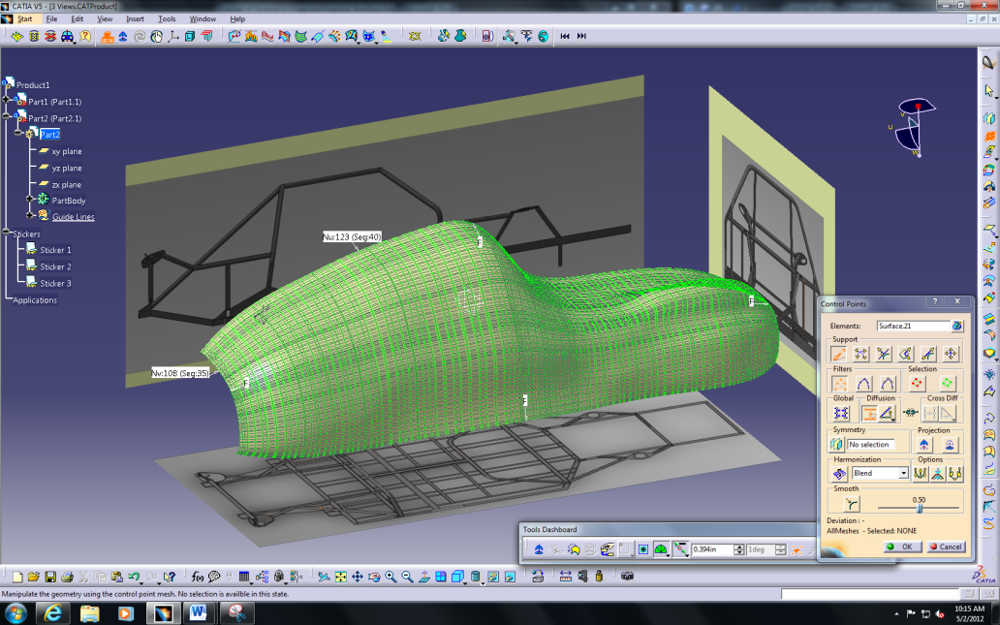 CATIA V5 - [3 Views.CATProduct]
Start File Edit View Insert Tools Window Help
Product1
Part1 (Part1.1)
Part2 (Part2.1)
Part2
xy plane
yz plane
zx plane
PartBody
Guide Lines
Stickers
Sticker 1
Sticker 2
Sticker 3
Applications
Nu:123 (Seg:40)
Nv:108 (Seg:35)
F
F
F
F
Control Points
Elements: Surface.21
Support
Filters Selection
Global Diffusion Cross Diff
Symmetry
No selection Projection
Harmonization Options
Blend
Smooth
0.50
Deviation : -
AllMeshes - Selected: NONE
OK Cancel
Tools Dashboard
0.394in 1deg
f(x)
CATIA
Manipulate the geometry using the control point mesh. No selection is availble in this state.
10:15 AM
5/2/2012